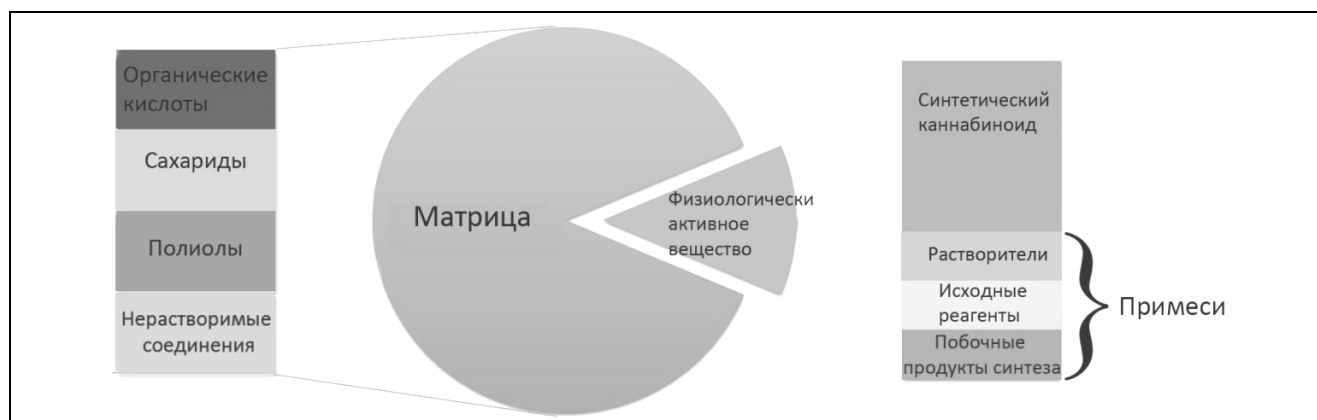 Органические
кислоты
Сахариды
Полиолы
Нерастворимые
соединения
Матрица
Физиологически
активное
вещество
Синтетический
каннабиноид
Растворители
Исходные
реагенты
Побочные
продукты синтеза
Примеси